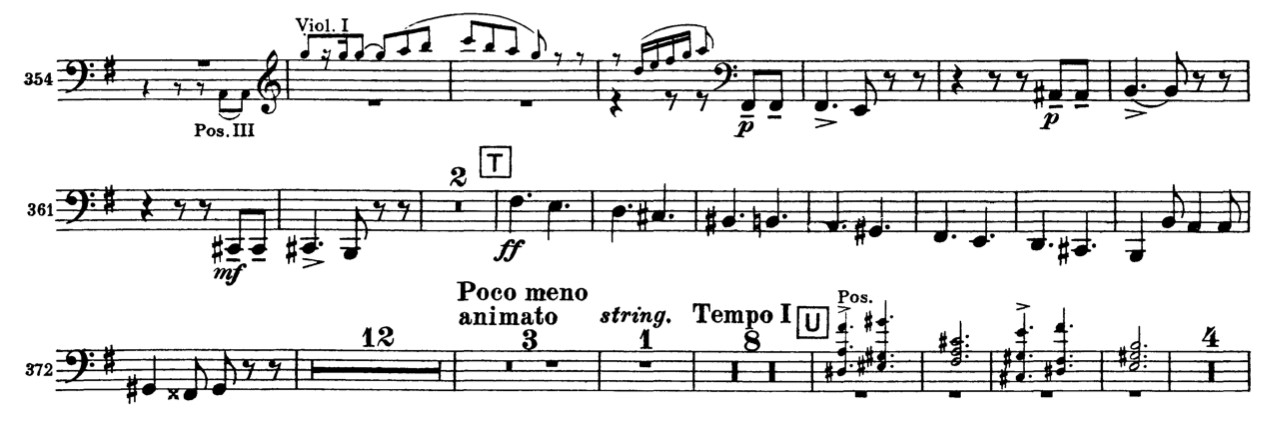 Viol. I
354
Pos. III
p
p
T
2
361
mf
ff
Poco meno
animato
string.
Tempo I
U
Pos.
12
3
1
8
4
372